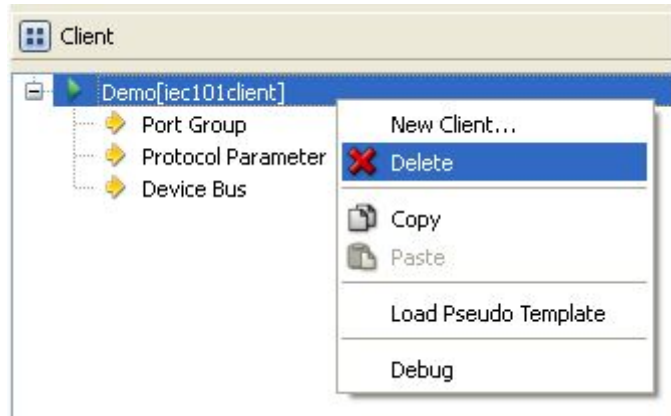 Client
Demo[iec101client]
Port Group
Protocol Parameter
Device Bus
New Client...
Delete
Copy
Paste
Load Pseudo Template
Debug